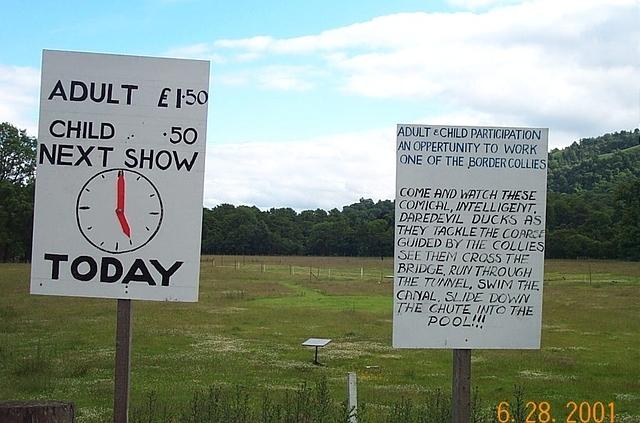 ADULT £1·50
CHILD ·50
NEXT SHOW
TODAY
ADULT & CHILD PARTICIPATION
AN OPPORTUNITY TO WORK
ONE OF THE BORDER COLLIES
COME AND WATCH THESE
COMICAL, INTELLIGENT,
DAREDEVIL DUCKS AS
THEY TACKLE THE COARSE
GUIDED BY THE COLLIES
SEE THEM CROSS THE
BRIDGE, RUN THROUGH
THE TUNNEL, SWIM THE
CANAL, SLIDE DOWN
THE CHUTE INTO THE
POOL!!!
6. 28. 2001